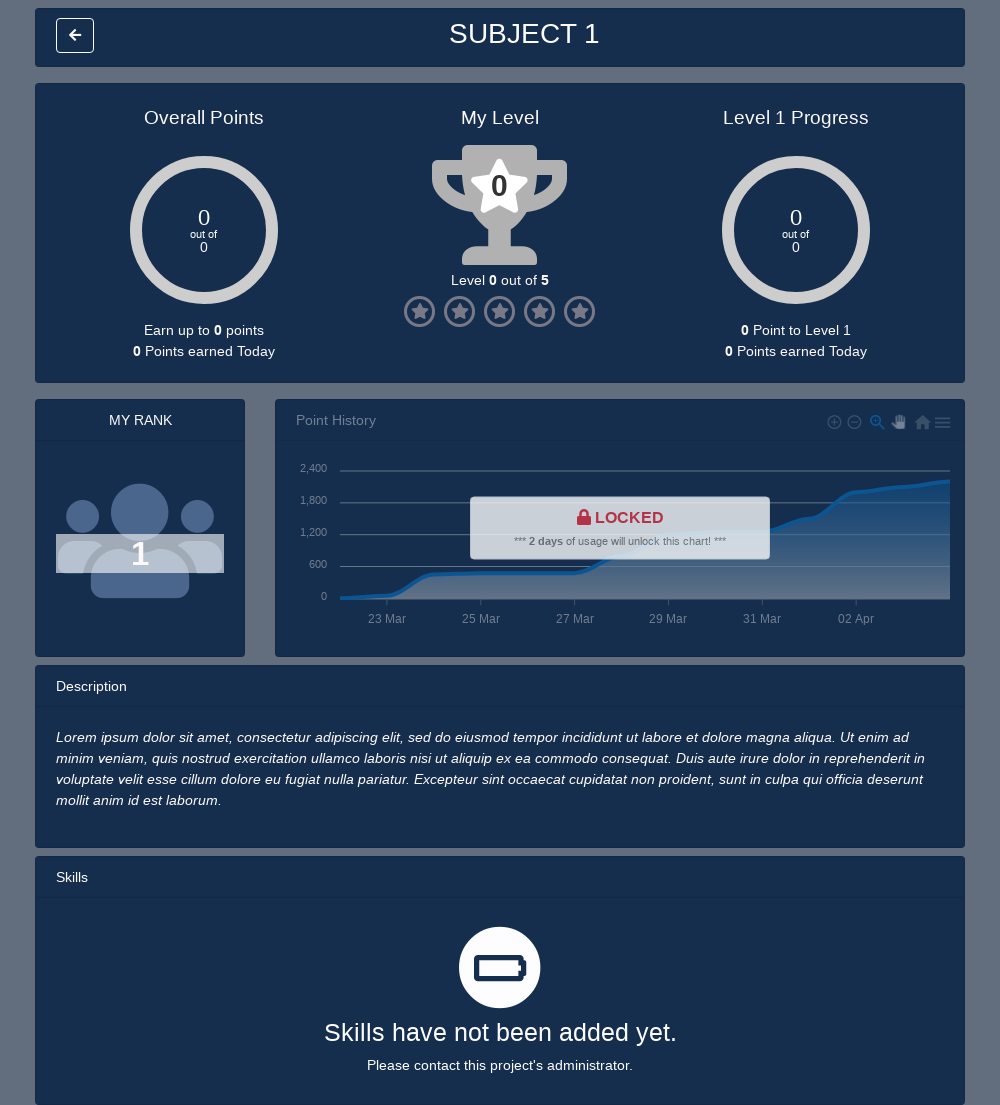 SUBJECT 1
Overall Points
0
out of
0
Earn up to 0 points
0 Points earned Today
My Level
0
Level 0 out of 5
Level 1 Progress
0
out of
0
0 Point to Level 1
0 Points earned Today
MY RANK
1
Point History
2,400
1,800
1,200
600
0
LOCKED
*** 2 days of usage will unlock this chart! ***
23 Mar 25 Mar 27 Mar 29 Mar 31 Mar 02 Apr
Description
Lorem ipsum dolor sit amet, consectetur adipiscing elit, sed do eiusmod tempor incididunt ut labore et dolore magna aliqua. Ut enim ad
minim veniam, quis nostrud exercitation ullamco laboris nisi ut aliquip ex ea commodo consequat. Duis aute irure dolor in reprehenderit in
voluptate velit esse cillum dolore eu fugiat nulla pariatur. Excepteur sint occaecat cupidatat non proident, sunt in culpa qui officia deserunt
mollit anim id est laborum.
Skills
Skills have not been added yet.
Please contact this project's administrator.